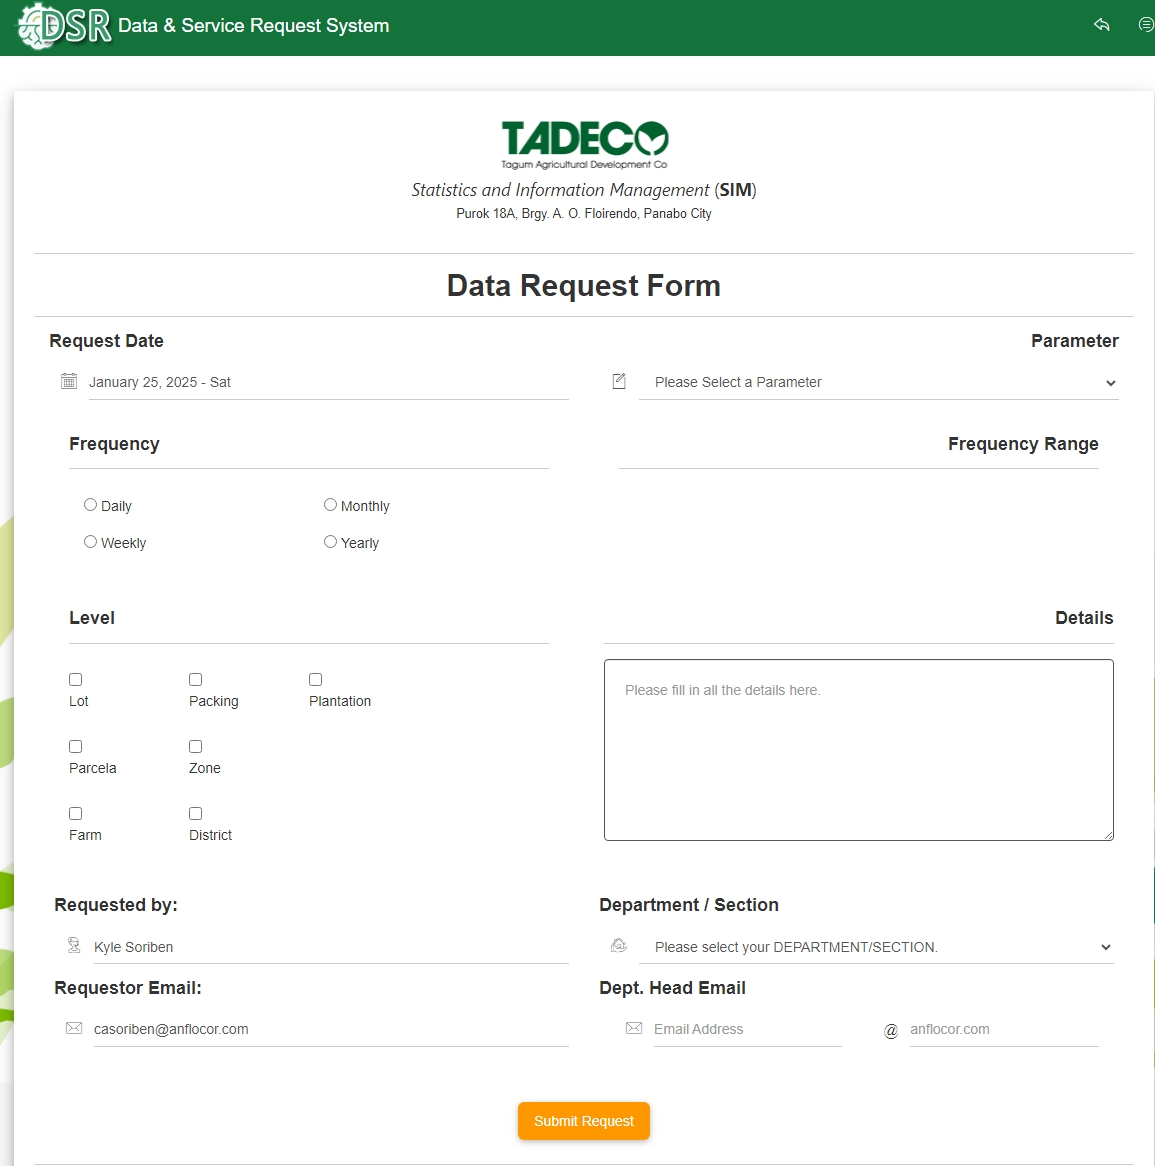 DSR Data & Service Request System
TADECO
Tagum Agricultural Development Co
Statistics and Information Management (SIM)
Purok 18A, Brgy. A. O. Floirendo, Panabo City
Data Request Form
Request Date
Parameter
January 25, 2025 - Sat
Please Select a Parameter
Frequency
Frequency Range
Daily
Monthly
Weekly
Yearly
Level
Details
Lot
Packing
Plantation
Please fill in all the details here.
Parcela
Zone
Farm
District
Requested by:
Department / Section
Kyle Soriben
Please select your DEPARTMENT/SECTION.
Requestor Email:
Dept. Head Email
casoriben@anflocor.com
Email Address
@
anflocor.com
Submit Request